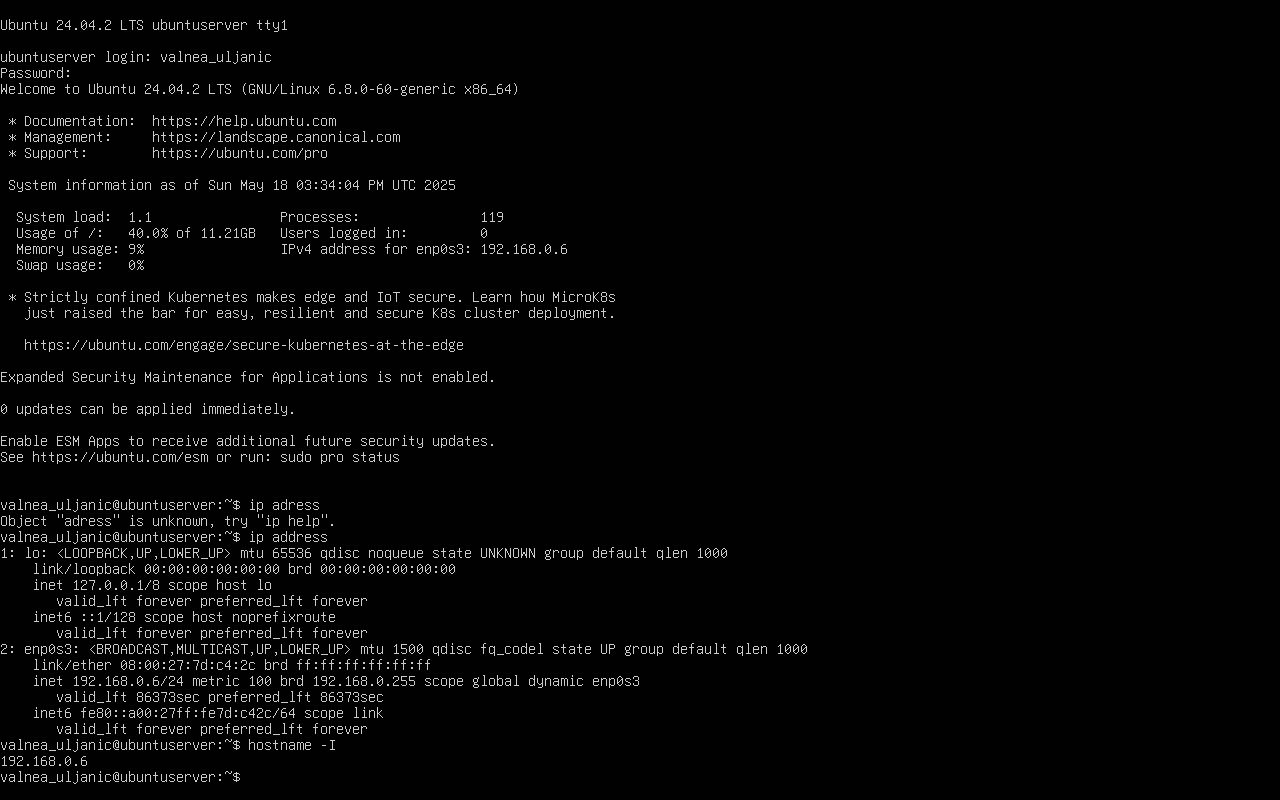 Ubuntu 24.04.2 LTS ubuntuserver tty1
ubuntuserver login: valnea_uljanic
Password:
Welcome to Ubuntu 24.04.2 LTS (GNU/Linux 6.8.0-60-generic x86_64)
* Documentation:  https://help.ubuntu.com
* Management:     https://landscape.canonical.com
* Support:        https://ubuntu.com/pro
System information as of Sun May 18 03:34:04 PM UTC 2025
System load:  1.1                Processes:               119
Usage of /:   40.0% of 11.21GB   Users logged in:         0
Memory usage: 9%                 IPv4 address for enp0s3: 192.168.0.6
Swap usage:   0%
* Strictly confined Kubernetes makes edge and IoT secure. Learn how MicroK8s
just raised the bar for easy, resilient and secure K8s cluster deployment.
https://ubuntu.com/engage/secure-kubernetes-at-the-edge
Expanded Security Maintenance for Applications is not enabled.
0 updates can be applied immediately.
Enable ESM Apps to receive additional future security updates.
See https://ubuntu.com/esm or run: sudo pro status
valnea_uljanic@ubuntuserver:~$ ip adress
Object "adress" is unknown, try "ip help".
valnea_uljanic@ubuntuserver:~$ ip address
1: lo: <LOOPBACK,UP,LOWER_UP> mtu 65536 qdisc noqueue state UNKNOWN group default qlen 1000
link/loopback 00:00:00:00:00:00 brd 00:00:00:00:00:00
inet 127.0.0.1/8 scope host lo
valid_lft forever preferred_lft forever
inet6 ::1/128 scope host noprefixroute
valid_lft forever preferred_lft forever
2: enp0s3: <BROADCAST,MULTICAST,UP,LOWER_UP> mtu 1500 qdisc fq_codel state UP group default qlen 1000
link/ether 08:00:27:7d:c4:2c brd ff:ff:ff:ff:ff:ff
inet 192.168.0.6/24 metric 100 brd 192.168.0.255 scope global dynamic enp0s3
valid_lft 86373sec preferred_lft 86373sec
inet6 fe80::a00:27ff:fe7d:c42c/64 scope link
valid_lft forever preferred_lft forever
valnea_uljanic@ubuntuserver:~$ hostname -I
192.168.0.6
valnea_uljanic@ubuntuserver:~$